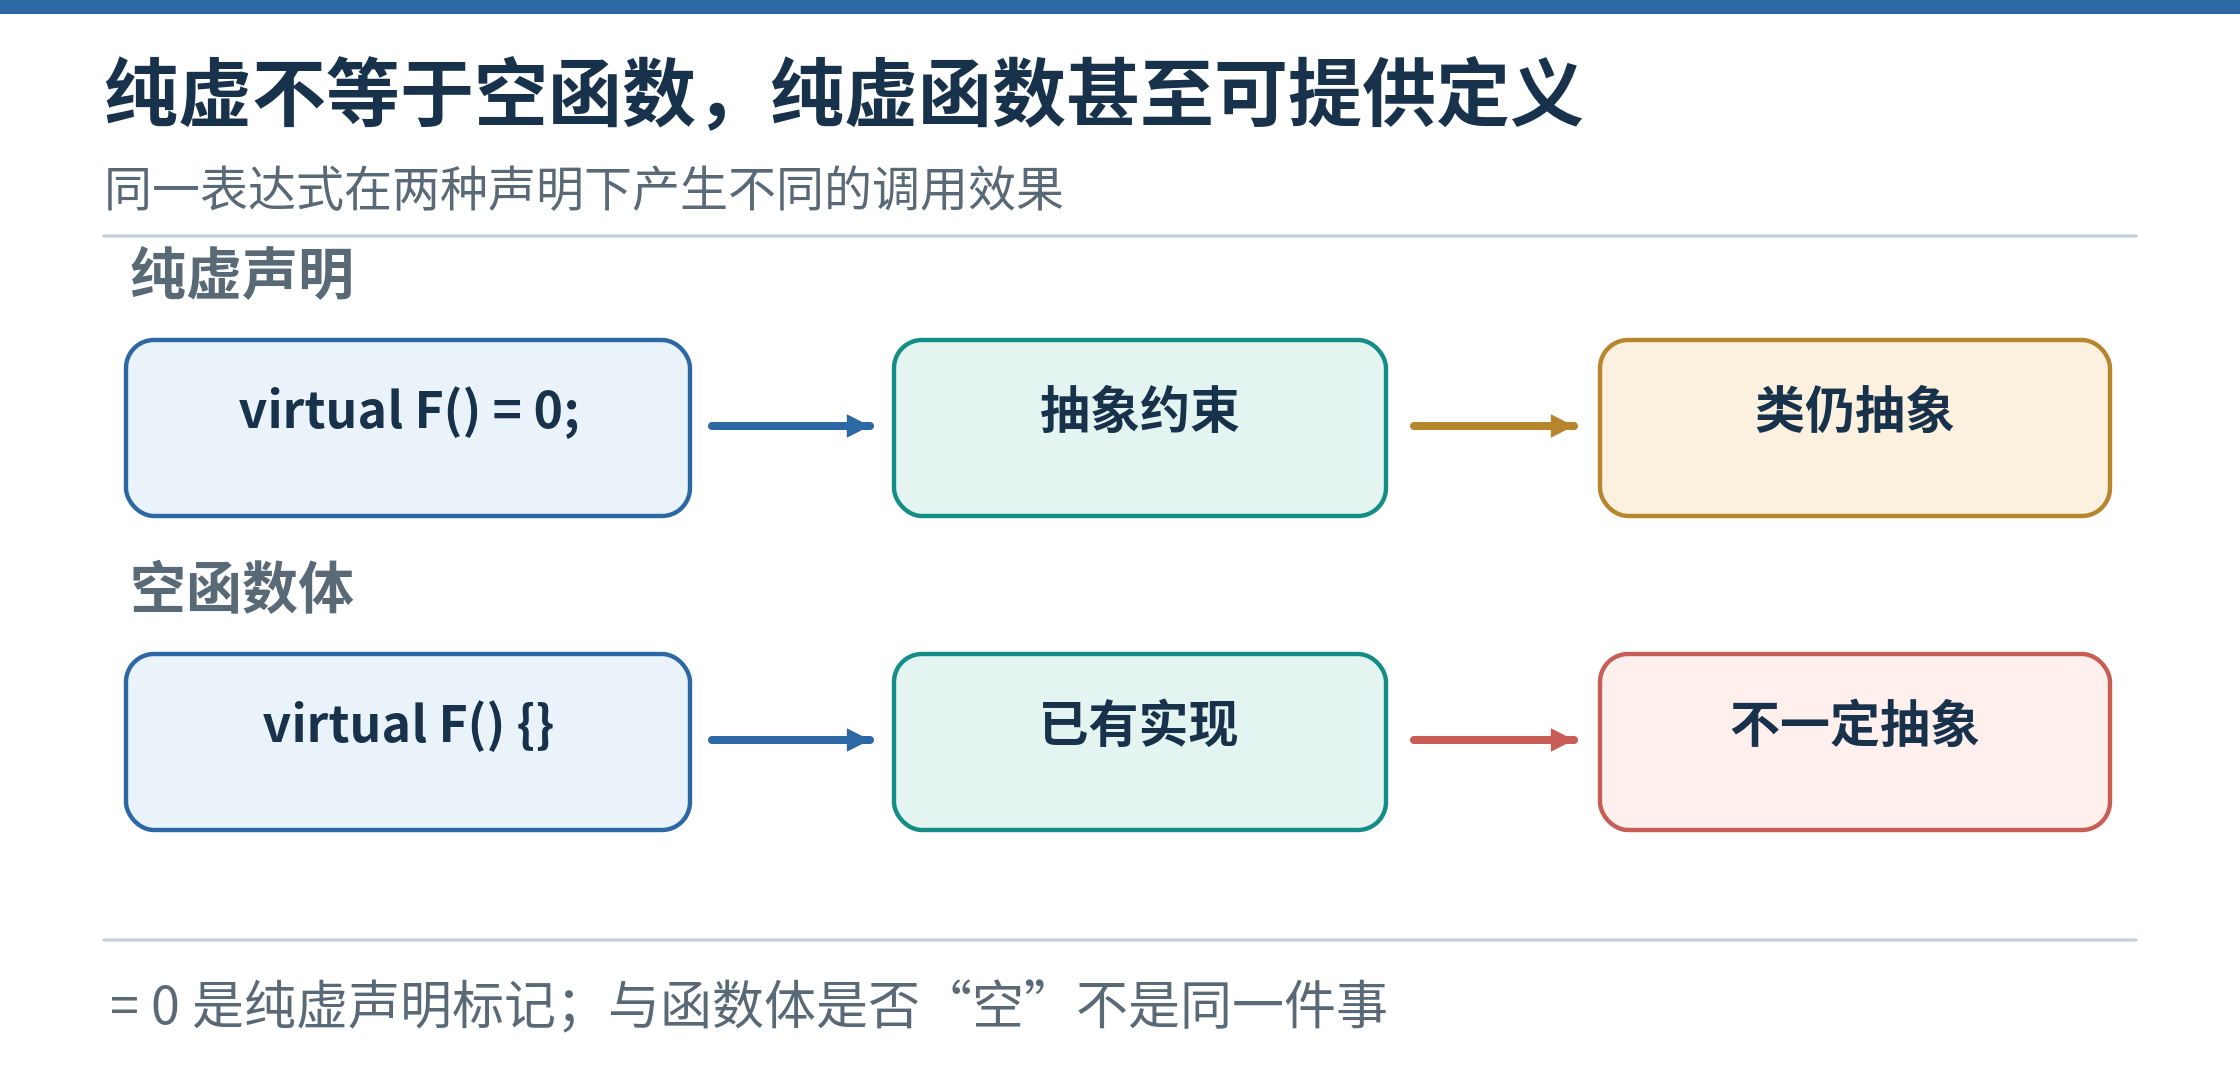 纯虚不等于空函数，纯虚函数甚至可提供定义
同一表达式在两种声明下产生不同的调用效果
纯虚声明
virtual F() = 0;
抽象约束
类仍抽象
空函数体
virtual F() {}
已有实现
不一定抽象
= 0 是纯虚声明标记；与函数体是否“空”不是同一件事